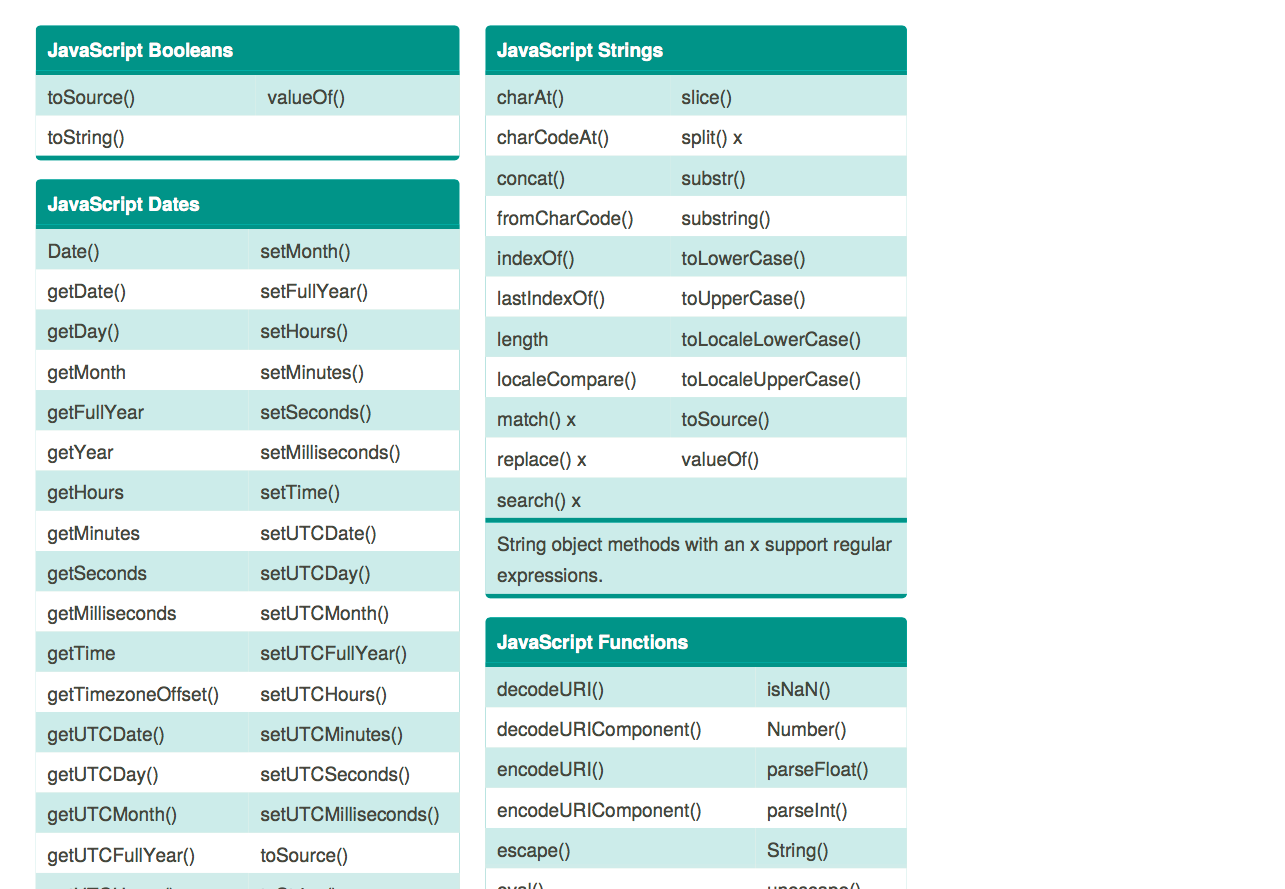 JavaScript Booleans
toSource() valueOf()
toString()
JavaScript Dates
Date() setMonth()
getDate() setFullYear()
getDay() setHours()
getMonth setMinutes()
getFullYear setSeconds()
getYear setMilliseconds()
getHours setTime()
getMinutes setUTCDate()
getSeconds setUTCDay()
getMilliseconds setUTCMonth()
getTime setUTCFullYear()
getTimezoneOffset() setUTCHours()
getUTCDate() setUTCMinutes()
getUTCDay() setUTCSeconds()
getUTCMonth() setUTCMilliseconds()
getUTCFullYear() toSource()
JavaScript Strings
charAt() slice()
charCodeAt() split() x
concat() substr()
fromCharCode() substring()
indexOf() toLowerCase()
lastIndexOf() toUpperCase()
length toLocaleLowerCase()
localeCompare() toLocaleUpperCase()
match() x toSource()
replace() x valueOf()
search() x
String object methods with an x support regular
expressions.
JavaScript Functions
decodeURI() isNaN()
decodeURIComponent() Number()
encodeURI() parseFloat()
encodeURIComponent() parseInt()
escape() String()